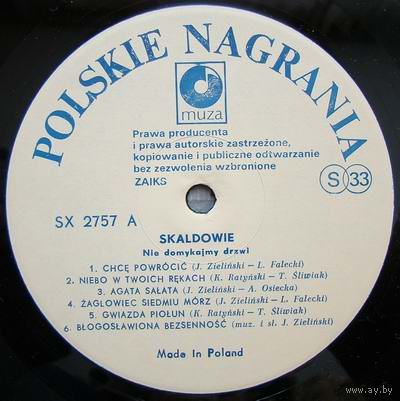 POLSKIE NAGRANIA
muza
Prawa producenta
i prawa autorskie zastrzeżone,
kopiowanie i publiczne odtwarzanie
bez zezwolenia wzbronione
ZAIKS
S 33
SX 2757 A
SKALDOWIE
Nie domykajmy drzwi
1. CHCĘ POWRÓCIĆ (J. Zieliński – L. Falecki)
2. NIEBO W TWOICH RĘKACH (K. Ratyński – T. Śliwiak)
3. AGATA SAŁATA (J. Zieliński – A. Osiecka)
4. ŻAGLOWIEC SIEDMIU MÓRZ (J. Zieliński – L. Falecki)
5. GWIAZDA PIOŁUN (K. Ratyński – T. Śliwiak)
6. BŁOGOSŁAWIONA BEZSENNOŚĆ (muz. i sł. J. Zieliński)
Made in Poland
www.ay.by